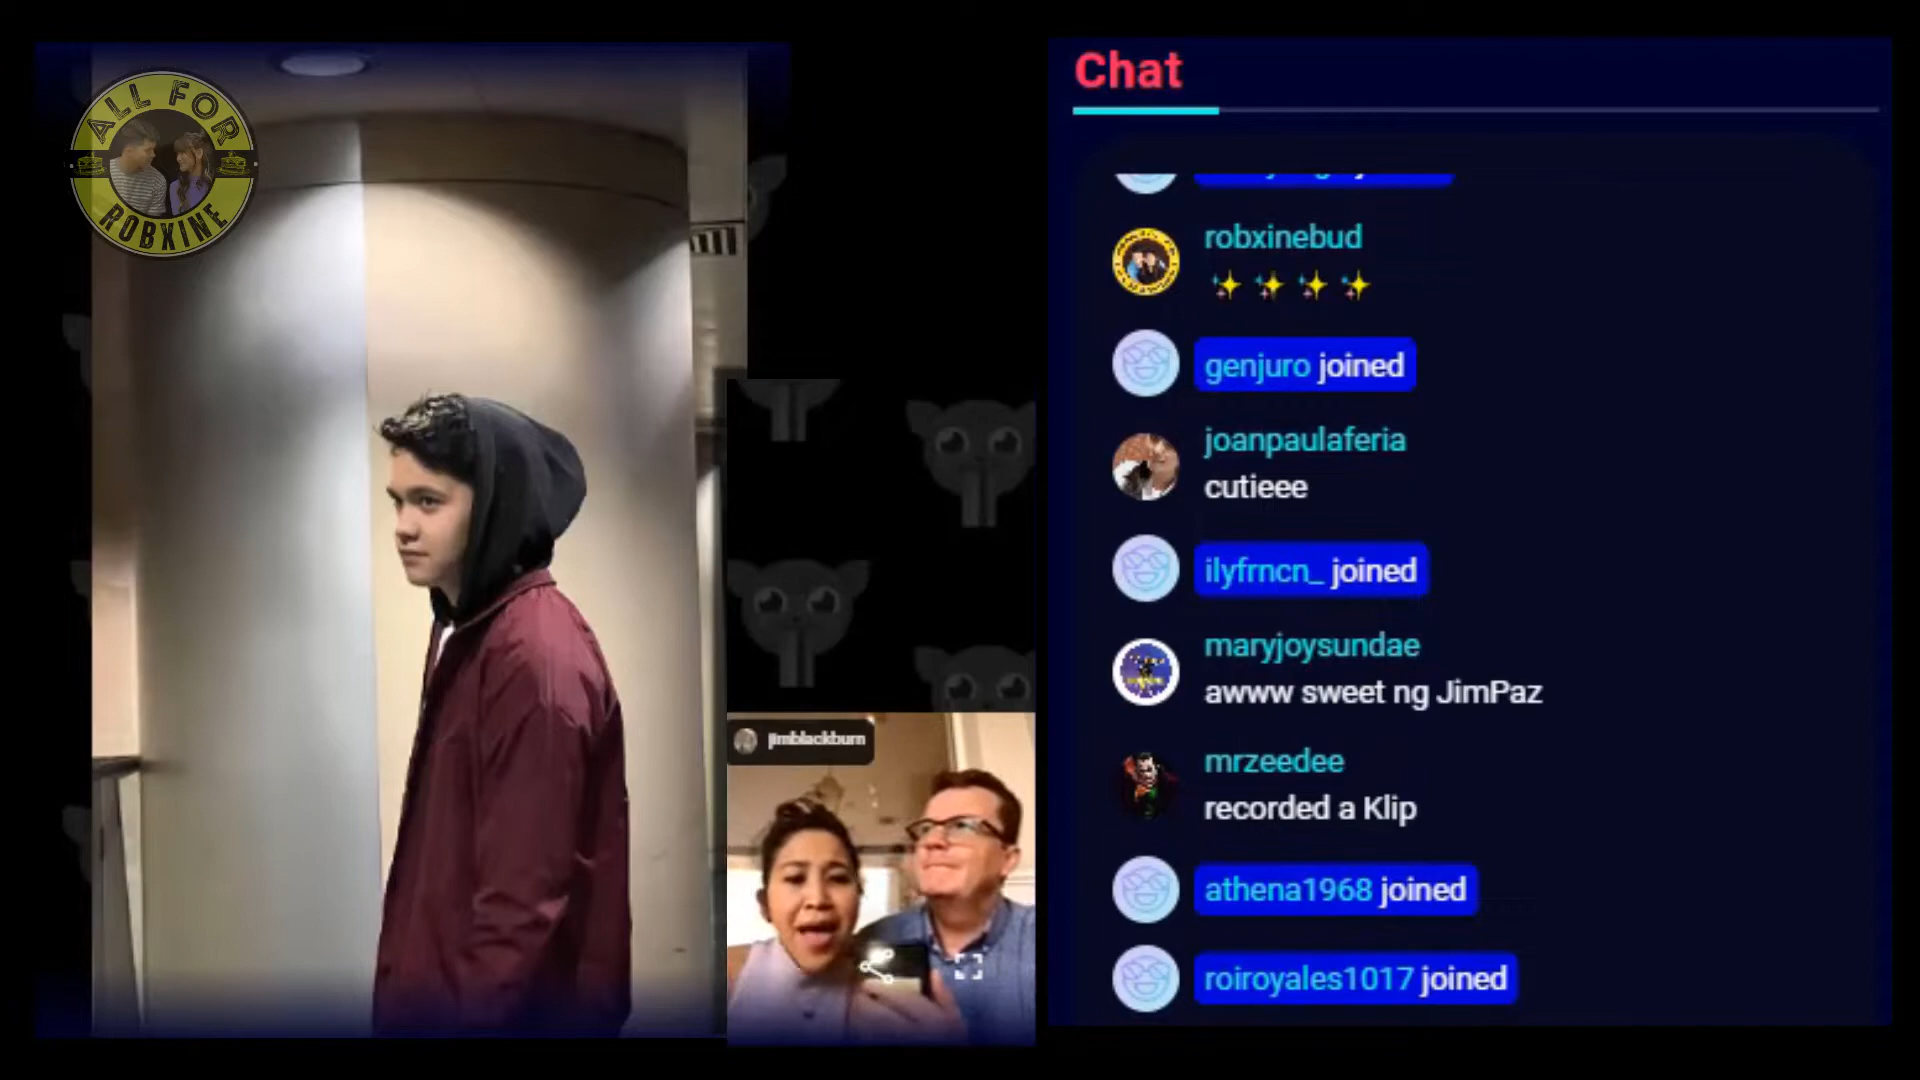 ALL FOR
ROBXINE
jimblackburn
Chat
robxinebud
genjuro joined
joanpaulaferia
cutieee
ilyfrncn_ joined
maryjoysundae
awww sweet ng JimPaz
mrzeedee
recorded a Klip
athena1968 joined
roiroyales1017 joined